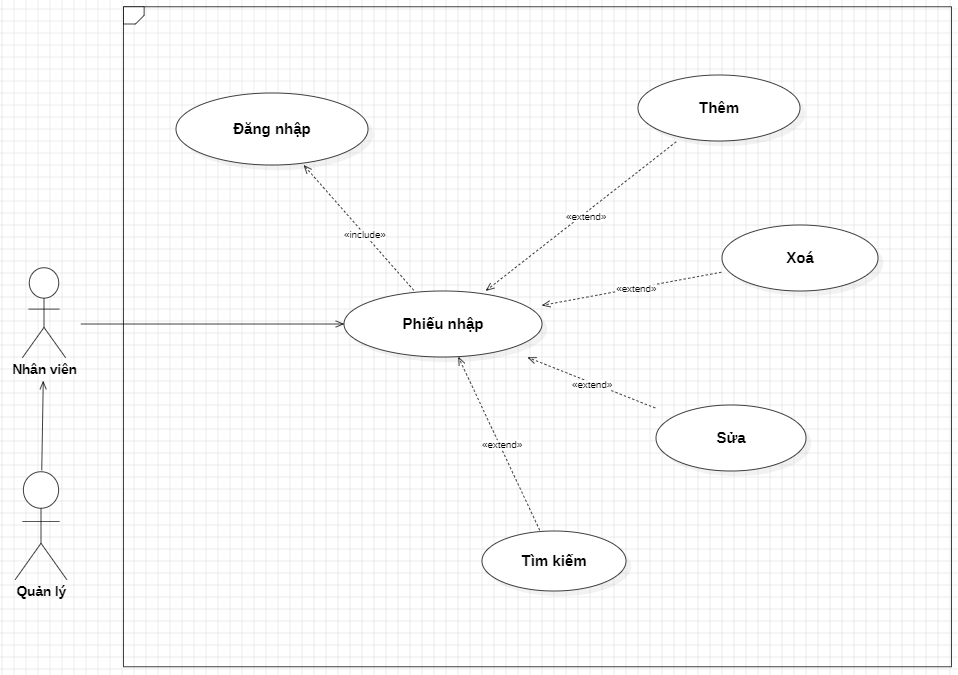 Đăng nhập
Thêm
«extend»
«include»
Xoá
«extend»
Phiếu nhập
Nhân viên
«extend»
Sửa
«extend»
Tìm kiếm
Quản lý